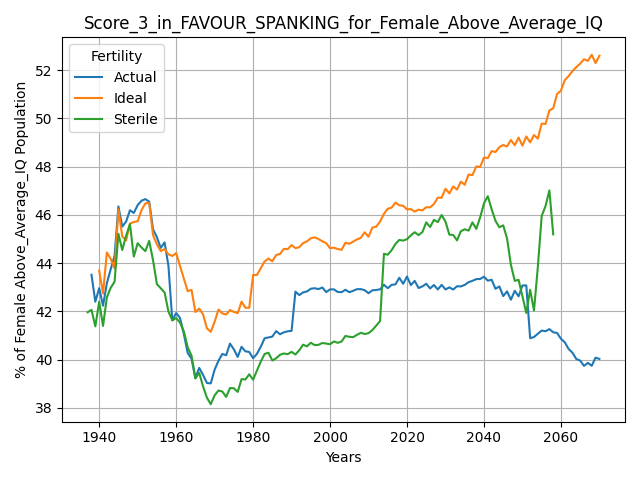 Score_3_in_FAVOUR_SPANKING_for_Female_Above_Average_IQ
Fertility
Actual
Ideal
Sterile
% of Female Above_Average_IQ Population
52
50
48
46
44
42
40
38
1940 1960 1980 2000 2020 2040 2060
Years